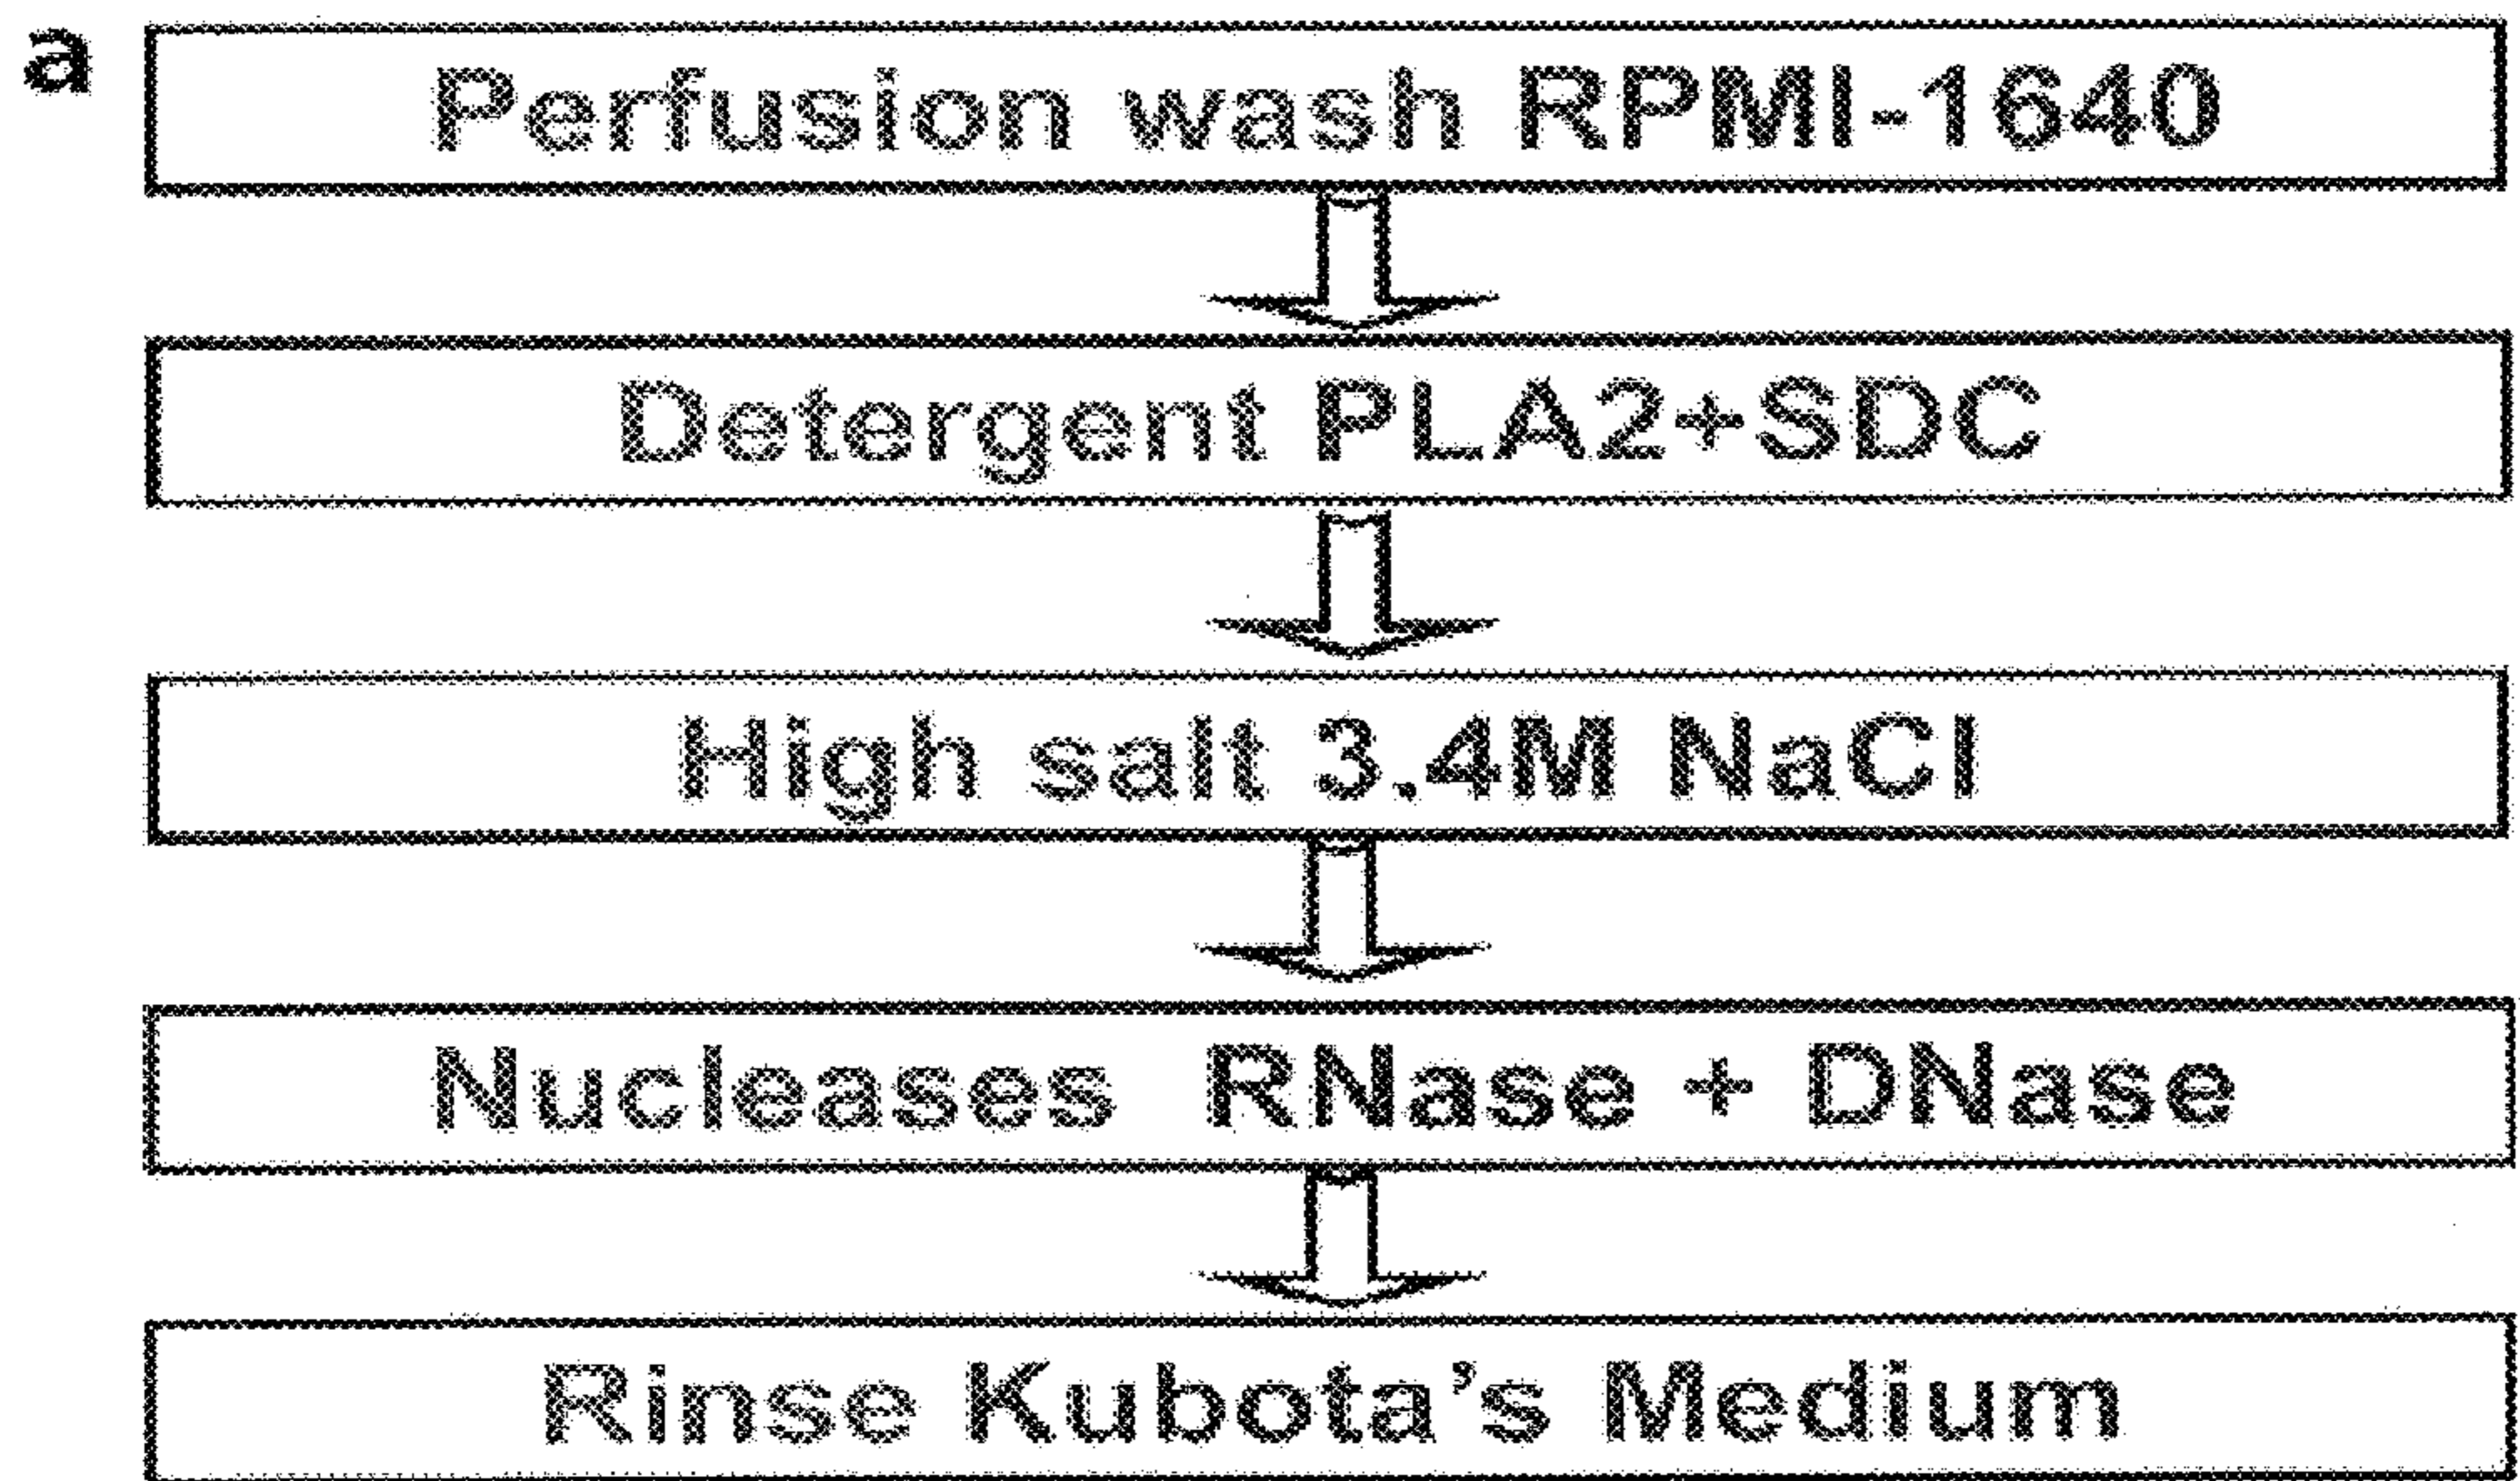 a
Perfusion wash RPMI-1640
Detergent PLA2+SDC
High salt 3.4M NaCl
Nucleases RNase + DNase
Rinse Kubota's Medium